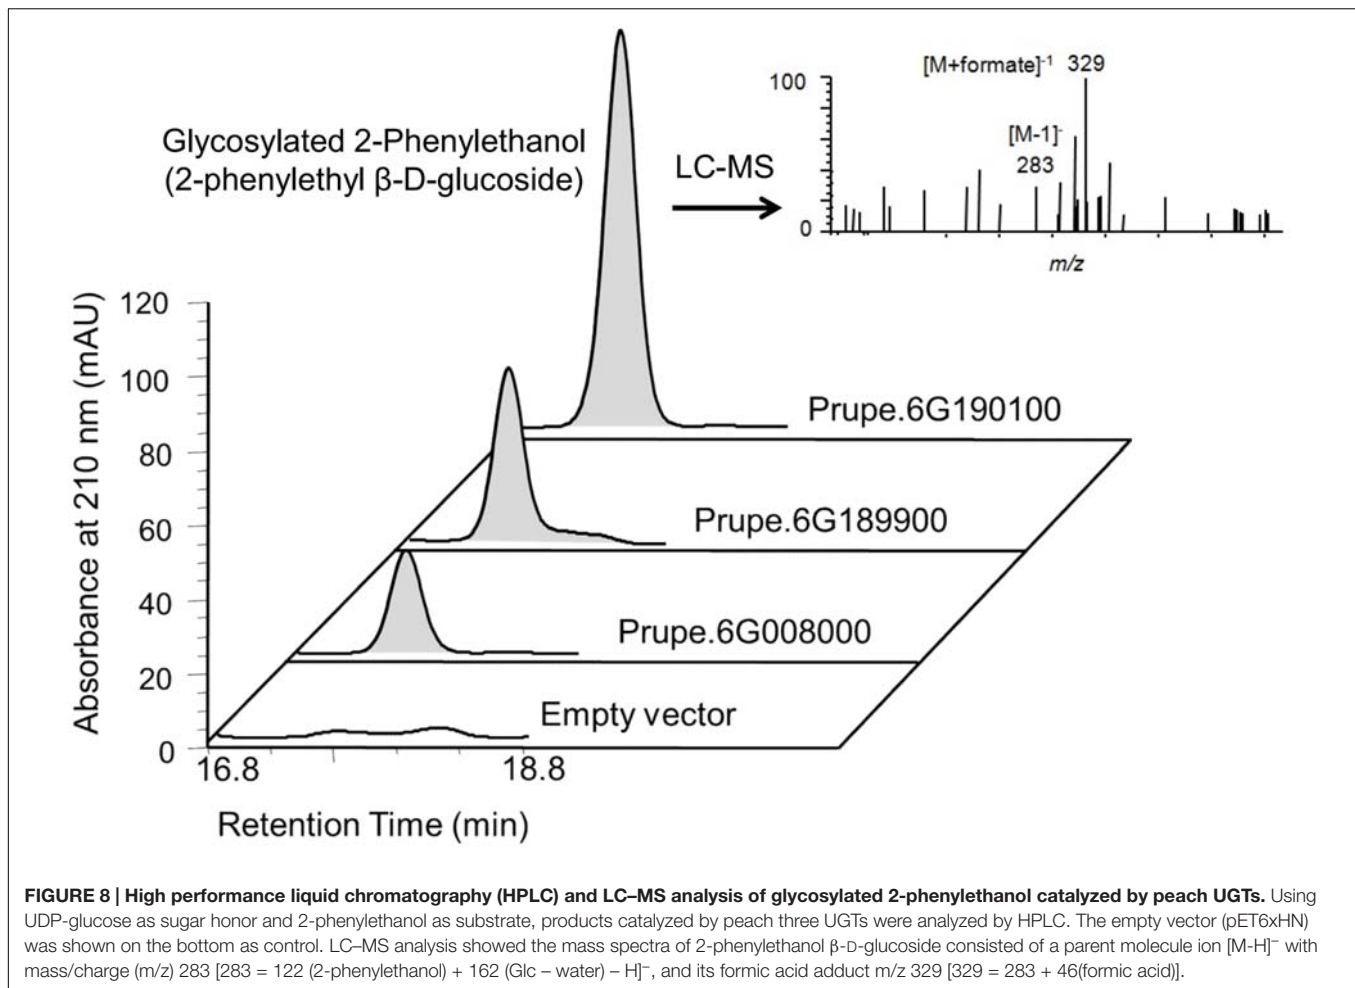 [M+formate]⁻¹ 329
100
[M-1]⁻
283
Glycosylated 2-Phenylethanol
(2-phenylethyl β-D-glucoside)
LC-MS
0
m/z
120
100
80
60
40
20
0
Absorbance at 210 nm (mAU)
Prupe.6G190100
Prupe.6G189900
Prupe.6G008000
Empty vector
16.8
18.8
Retention Time (min)
FIGURE 8 | High performance liquid chromatography (HPLC) and LC–MS analysis of glycosylated 2-phenylethanol catalyzed by peach UGTs. Using
UDP-glucose as sugar honor and 2-phenylethanol as substrate, products catalyzed by peach three UGTs were analyzed by HPLC. The empty vector (pET6xHN)
was shown on the bottom as control. LC–MS analysis showed the mass spectra of 2-phenylethanol β-D-glucoside consisted of a parent molecule ion [M-H]⁻ with
mass/charge (m/z) 283 [283 = 122 (2-phenylethanol) + 162 (Glc – water) – H]⁻, and its formic acid adduct m/z 329 [329 = 283 + 46(formic acid)].